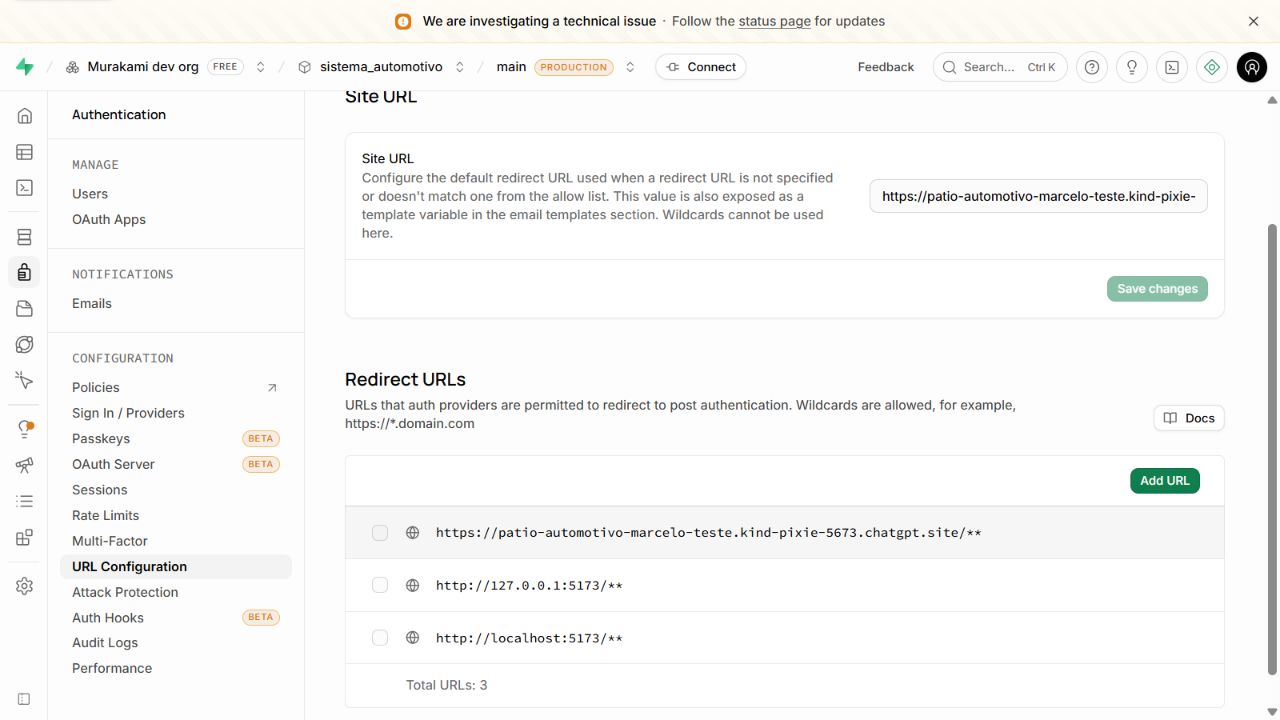 We are investigating a technical issue · Follow the status page for updates
Murakami dev org FREE / sistema_automotivo / main PRODUCTION Connect Feedback Search... Ctrl K
Authentication
MANAGE
Users
OAuth Apps
NOTIFICATIONS
Emails
CONFIGURATION
Policies
Sign In / Providers
Passkeys BETA
OAuth Server BETA
Sessions
Rate Limits
Multi-Factor
URL Configuration
Attack Protection
Auth Hooks BETA
Audit Logs
Performance
Site URL
Site URL
Configure the default redirect URL used when a redirect URL is not specified
or doesn't match one from the allow list. This value is also exposed as a
template variable in the email templates section. Wildcards cannot be used
here.
https://patio-automotivo-marcelo-teste.kind-pixie-
Save changes
Redirect URLs
URLs that auth providers are permitted to redirect to post authentication. Wildcards are allowed, for example,
https://*.domain.com
Docs
Add URL
https://patio-automotivo-marcelo-teste.kind-pixie-5673.chatgpt.site/**
http://127.0.0.1:5173/**
http://localhost:5173/**
Total URLs: 3